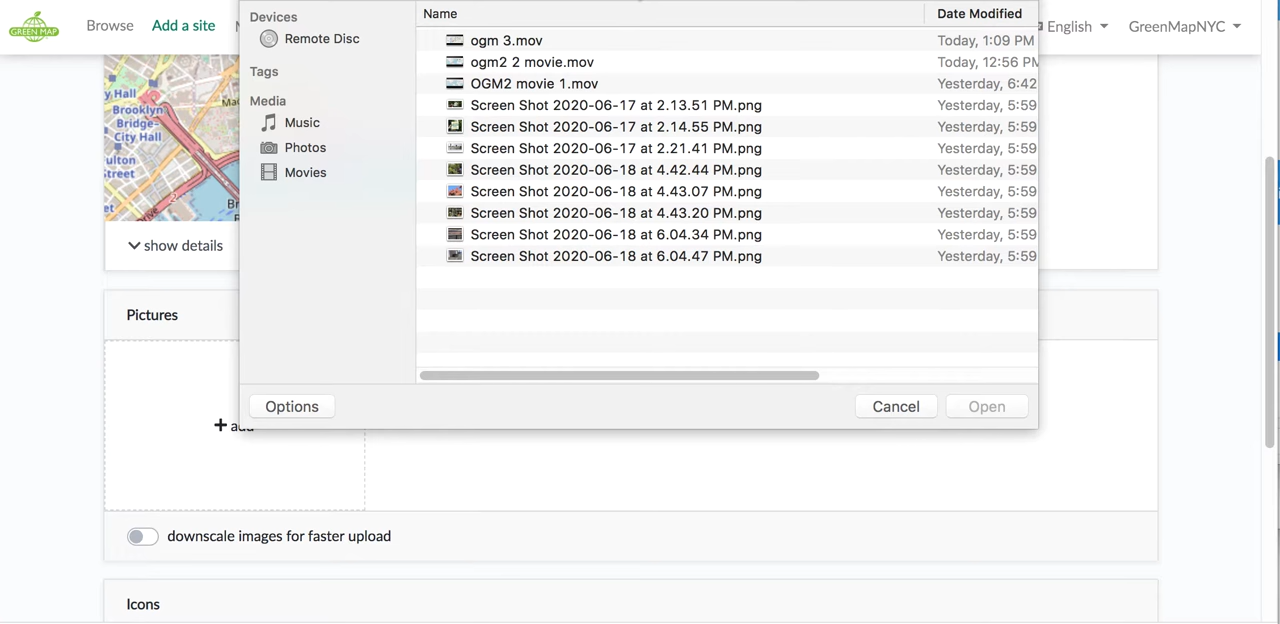 GREEN MAP
Browse
Add a site
English
GreenMapNYC
Devices
Remote Disc
Tags
Media
Music
Photos
Movies
Name
Date Modified
ogm 3.mov
Today, 1:09 PM
ogm2 2 movie.mov
Today, 12:56 PM
OGM2 movie 1.mov
Yesterday, 6:42
Screen Shot 2020-06-17 at 2.13.51 PM.png
Yesterday, 5:59
Screen Shot 2020-06-17 at 2.14.55 PM.png
Yesterday, 5:59
Screen Shot 2020-06-17 at 2.21.41 PM.png
Yesterday, 5:59
Screen Shot 2020-06-18 at 4.42.44 PM.png
Yesterday, 5:59
Screen Shot 2020-06-18 at 4.43.07 PM.png
Yesterday, 5:59
Screen Shot 2020-06-18 at 4.43.20 PM.png
Yesterday, 5:59
Screen Shot 2020-06-18 at 6.04.34 PM.png
Yesterday, 5:59
Screen Shot 2020-06-18 at 6.04.47 PM.png
Yesterday, 5:59
Options
Cancel
Open
y Hall
Brooklyn
Bridge-
City Hall
ulton
Street
2
Br
show details
Pictures
+ add
downscale images for faster upload
Icons